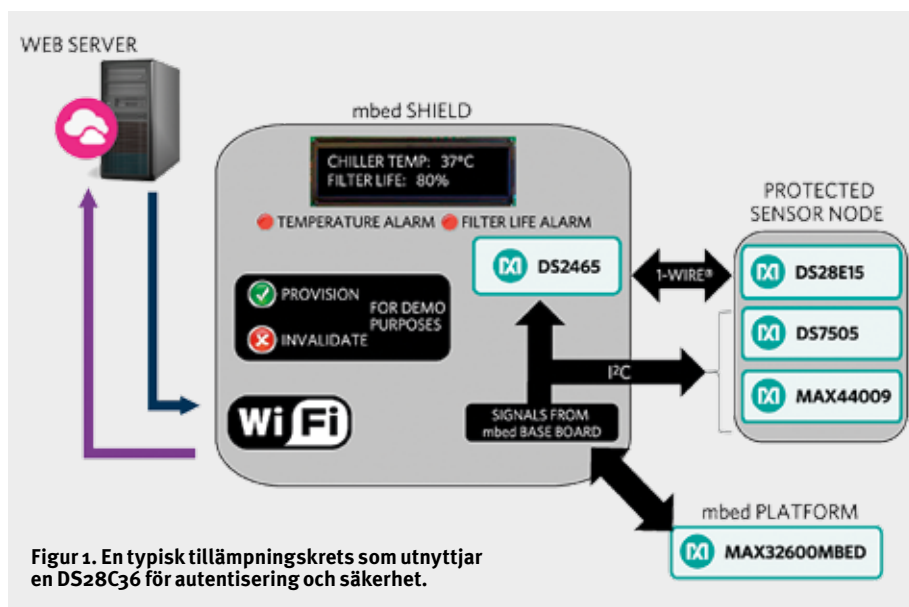 WEB SERVER
mbed SHIELD
CHILLER TEMP: 37°C
FILTER LIFE: 80%
TEMPERATURE ALARM
FILTER LIFE ALARM
DS2465
PROVISION
INVALIDATE
FOR DEMO
PURPOSES
WiFi
SIGNALS FROM
mbed BASE BOARD
1-WIRE®
I²C
PROTECTED
SENSOR NODE
DS28E15
DS7505
MAX44009
mbed PLATFORM
MAX32600MBED
Figur 1. En typisk tillämpningskrets som utnyttjar
en DS28C36 för autentisering och säkerhet.